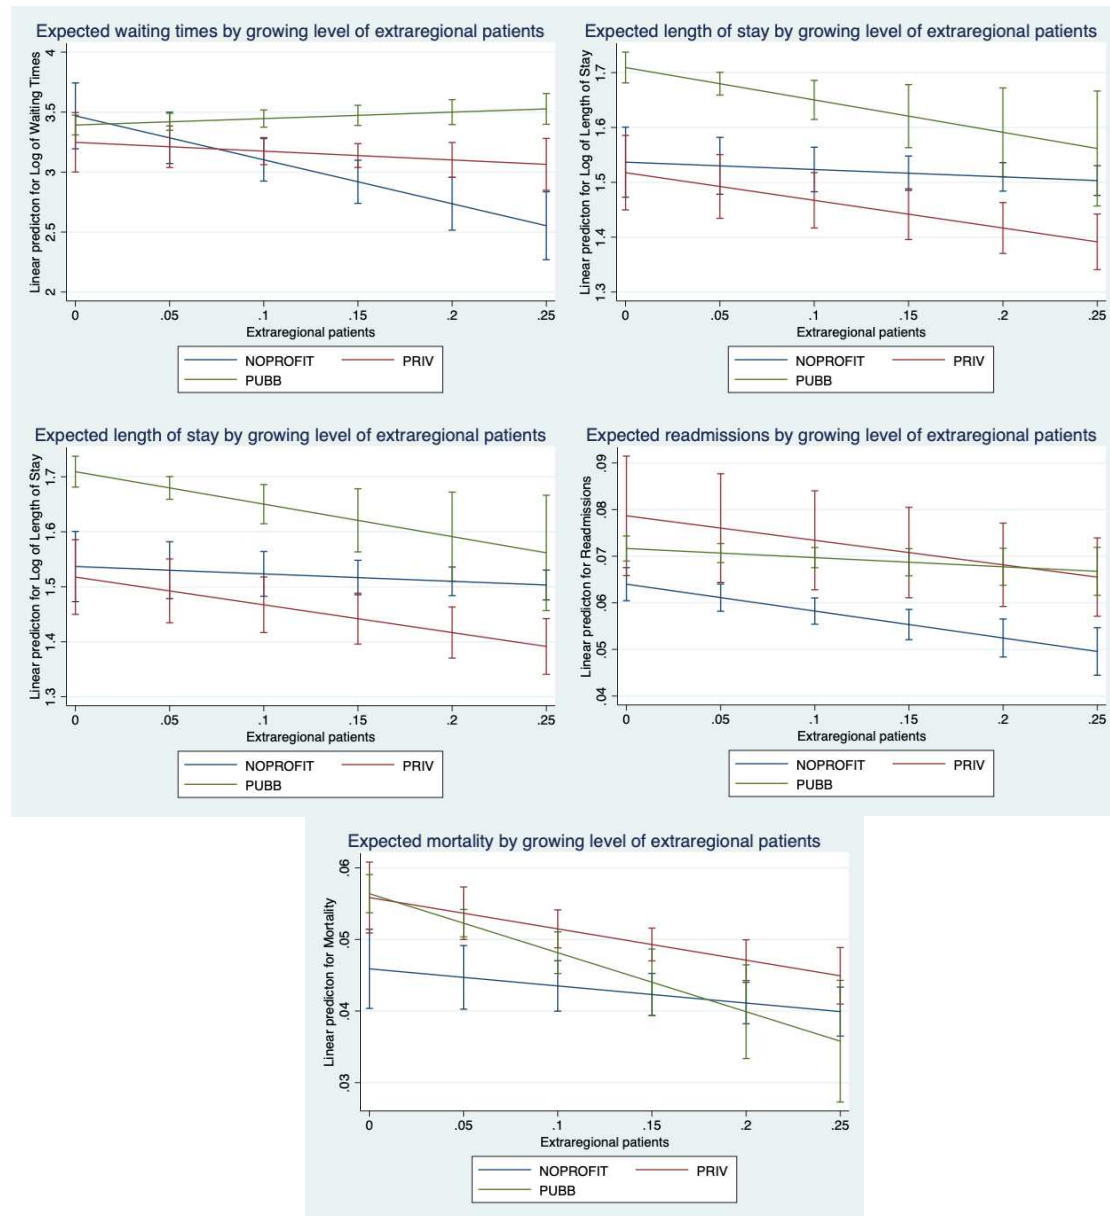 Expected waiting times by growing level of extraregional patients
Linear predicton for Log of Waiting Times
4
3.5
3
2.5
2
0 .05 .1 .15 .2 .25
Extraregional patients
NOPROFIT PRIV
PUBB
Expected length of stay by growing level of extraregional patients
Linear predicton for Log of Length of Stay
1.7
1.6
1.5
1.4
1.3
0 .05 .1 .15 .2 .25
Extraregional patients
NOPROFIT PRIV
PUBB
Expected length of stay by growing level of extraregional patients
Linear predicton for Log of Length of Stay
1.7
1.6
1.5
1.4
1.3
0 .05 .1 .15 .2 .25
Extraregional patients
NOPROFIT PRIV
PUBB
Expected readmissions by growing level of extraregional patients
Linear predicton for Readmissions
.09
.08
.07
.06
.05
.04
0 .05 .1 .15 .2 .25
Extraregional patients
NOPROFIT PRIV
PUBB
Expected mortality by growing level of extraregional patients
Linear predicton for Mortality
.06
.05
.04
.03
0 .05 .1 .15 .2 .25
Extraregional patients
NOPROFIT PRIV
PUBB